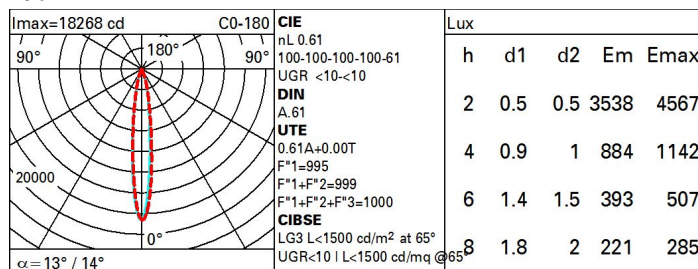 Imax=18268 cd C0-180
90° 180° 90°
20000
0°
α=13° / 14°
CIE
nL 0.61
100-100-100-100-61
UGR <10-<10
DIN
A.61
UTE
0.61A+0.00T
F"1=995
F"1+F"2=999
F"1+F"2+F"3=1000
CIBSE
LG3 L<1500 cd/m² at 65°
UGR<10 | L<1500 cd/mq @65°
Lux
h d1 d2 Em Emax
2 0.5 0.5 3538 4567
4 0.9 1 884 1142
6 1.4 1.5 393 507
8 1.8 2 221 285